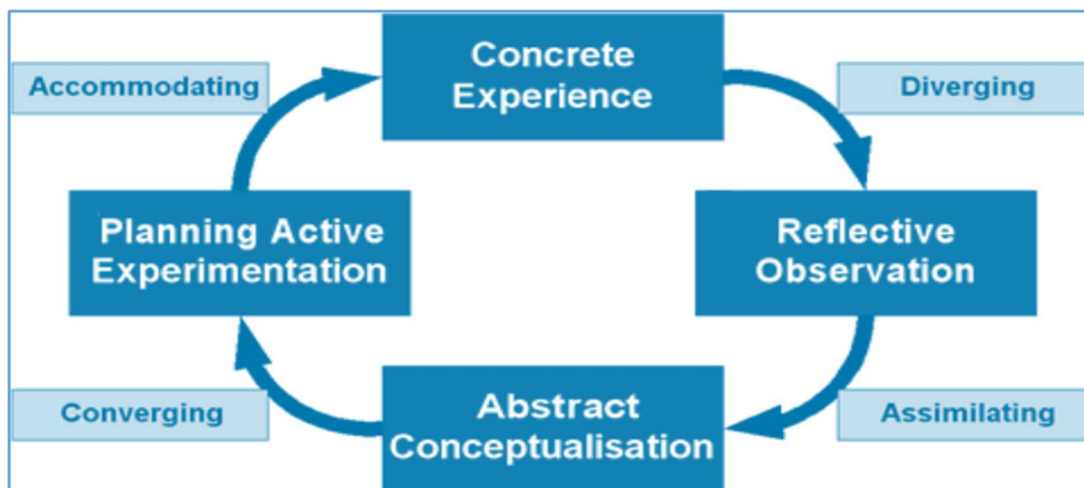 Concrete
Experience
Accommodating
Diverging
Planning Active
Experimentation
Reflective
Observation
Abstract
Conceptualisation
Converging
Assimilating